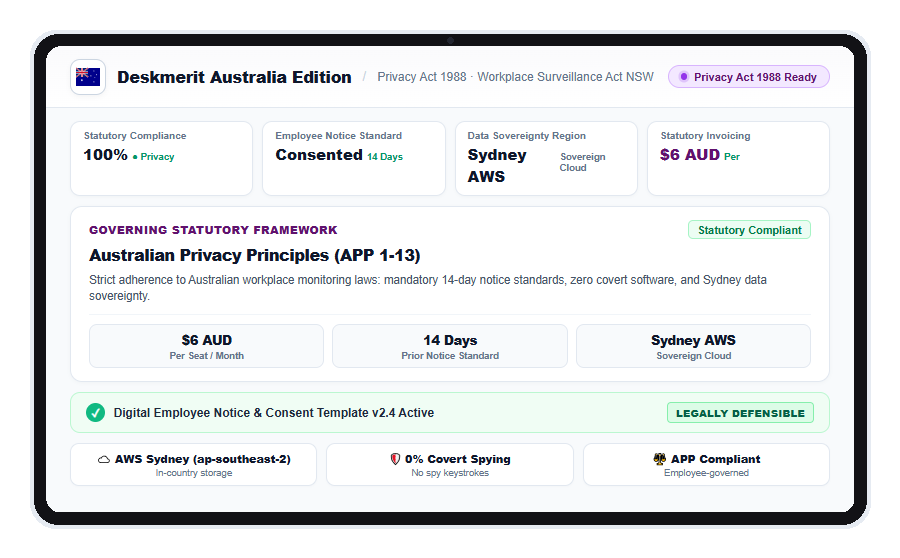 Deskmerit Australia Edition / Privacy Act 1988 · Workplace Surveillance Act NSW
Privacy Act 1988 Ready
Statutory Compliance
100% ● Privacy
Employee Notice Standard
Consented 14 Days
Data Sovereignty Region
Sydney AWS
Sovereign Cloud
Statutory Invoicing
$6 AUD Per
GOVERNING STATUTORY FRAMEWORK
Statutory Compliant
Australian Privacy Principles (APP 1-13)
Strict adherence to Australian workplace monitoring laws: mandatory 14-day notice standards, zero covert software, and Sydney data
sovereignty.
$6 AUD
Per Seat / Month
14 Days
Prior Notice Standard
Sydney AWS
Sovereign Cloud
Digital Employee Notice & Consent Template v2.4 Active
LEGALLY DEFENSIBLE
AWS Sydney (ap-southeast-2)
In-country storage
0% Covert Spying
No spy keystrokes
APP Compliant
Employee-governed